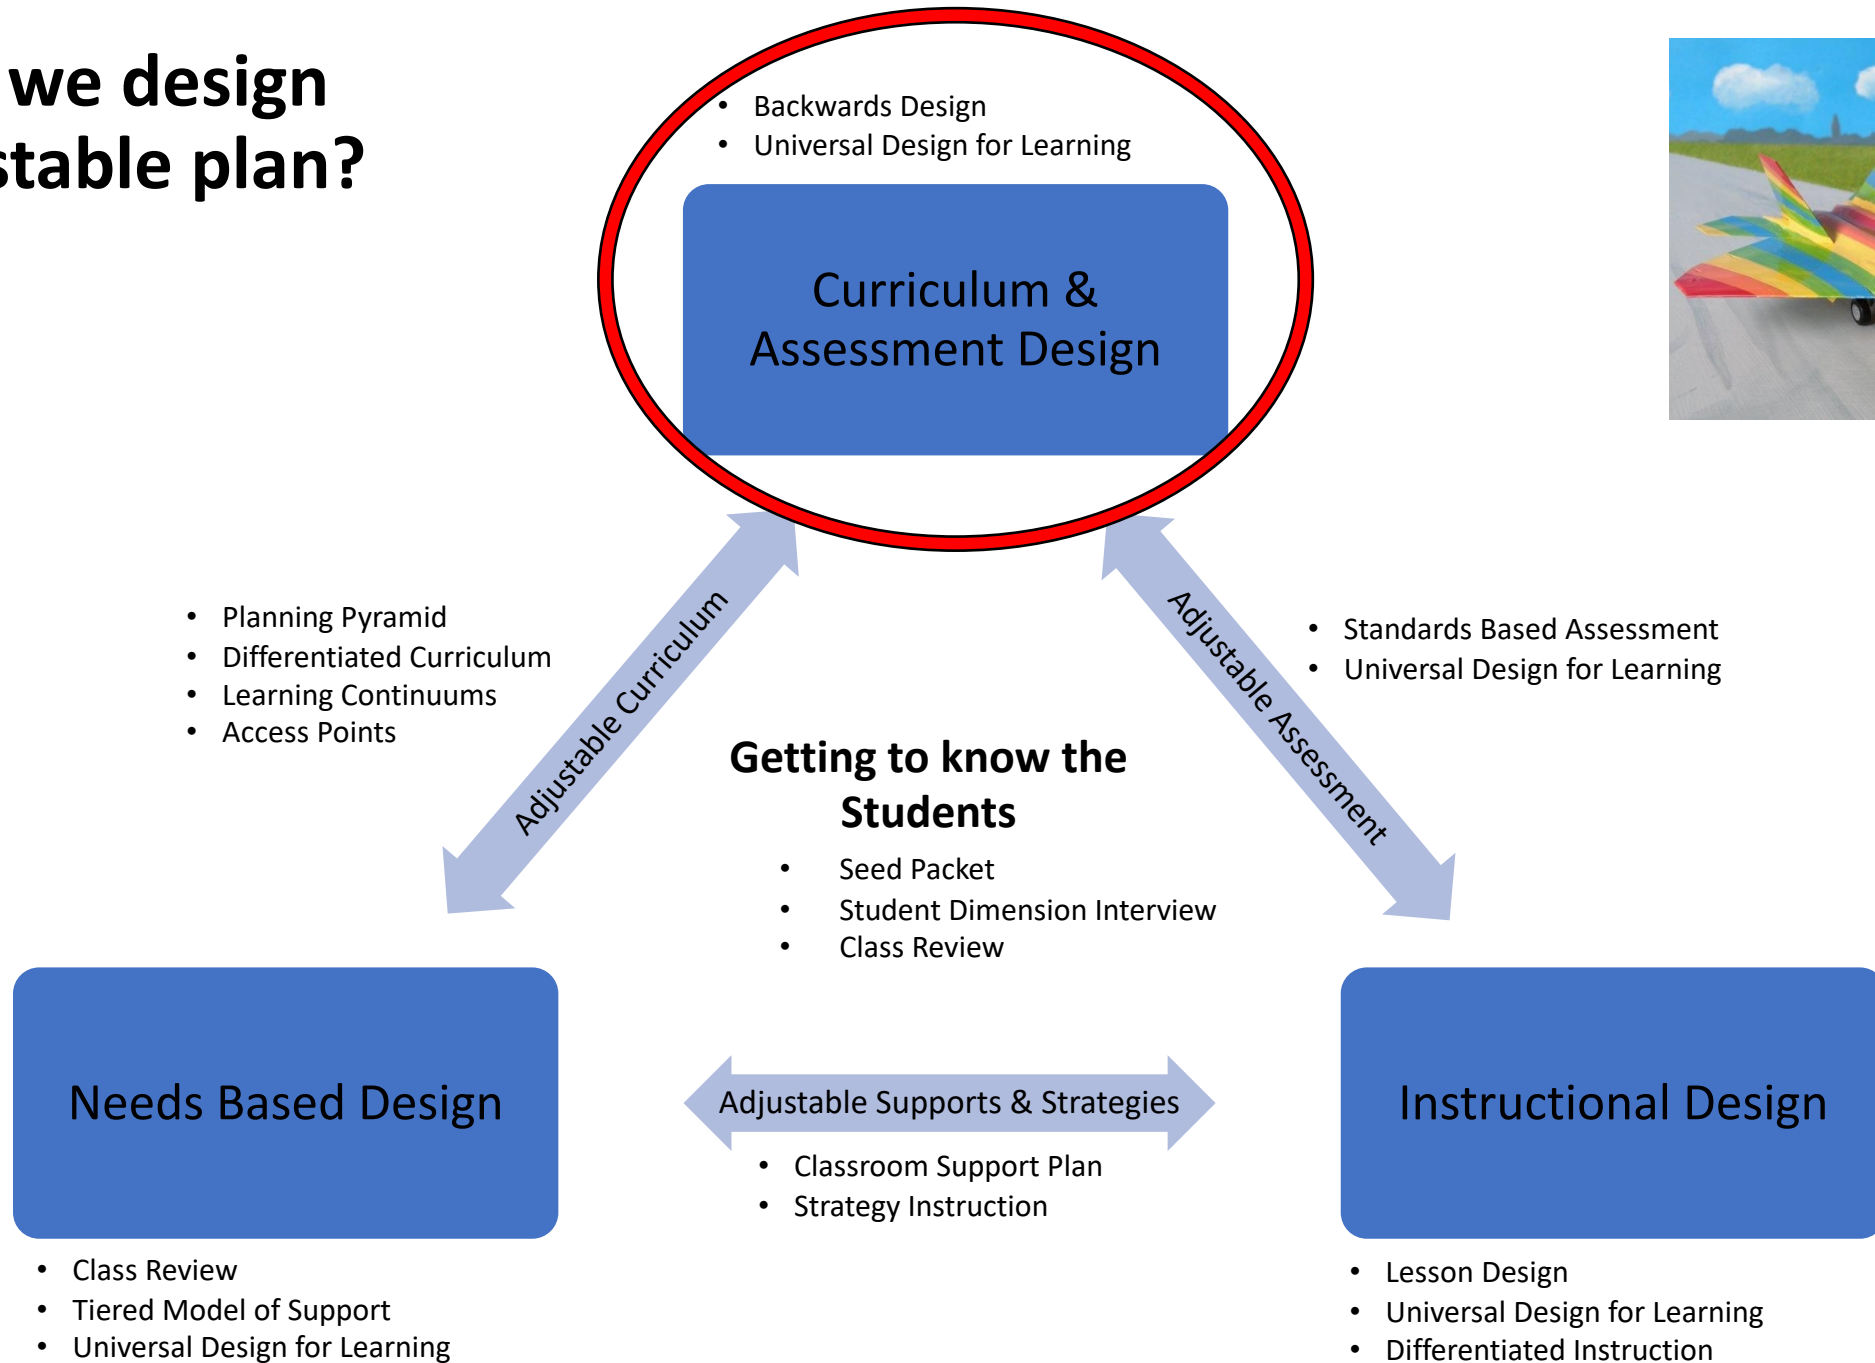 we design
stable plan?
• Backwards Design
• Universal Design for Learning
Curriculum &
Assessment Design
• Planning Pyramid
• Differentiated Curriculum
• Learning Continuums
• Access Points
Adjustable Curriculum
Adjustable Assessment
• Standards Based Assessment
• Universal Design for Learning
Getting to know the
Students
• Seed Packet
• Student Dimension Interview
• Class Review
Needs Based Design
Adjustable Supports & Strategies
Instructional Design
• Classroom Support Plan
• Strategy Instruction
• Class Review
• Tiered Model of Support
• Universal Design for Learning
• Lesson Design
• Universal Design for Learning
• Differentiated Instruction